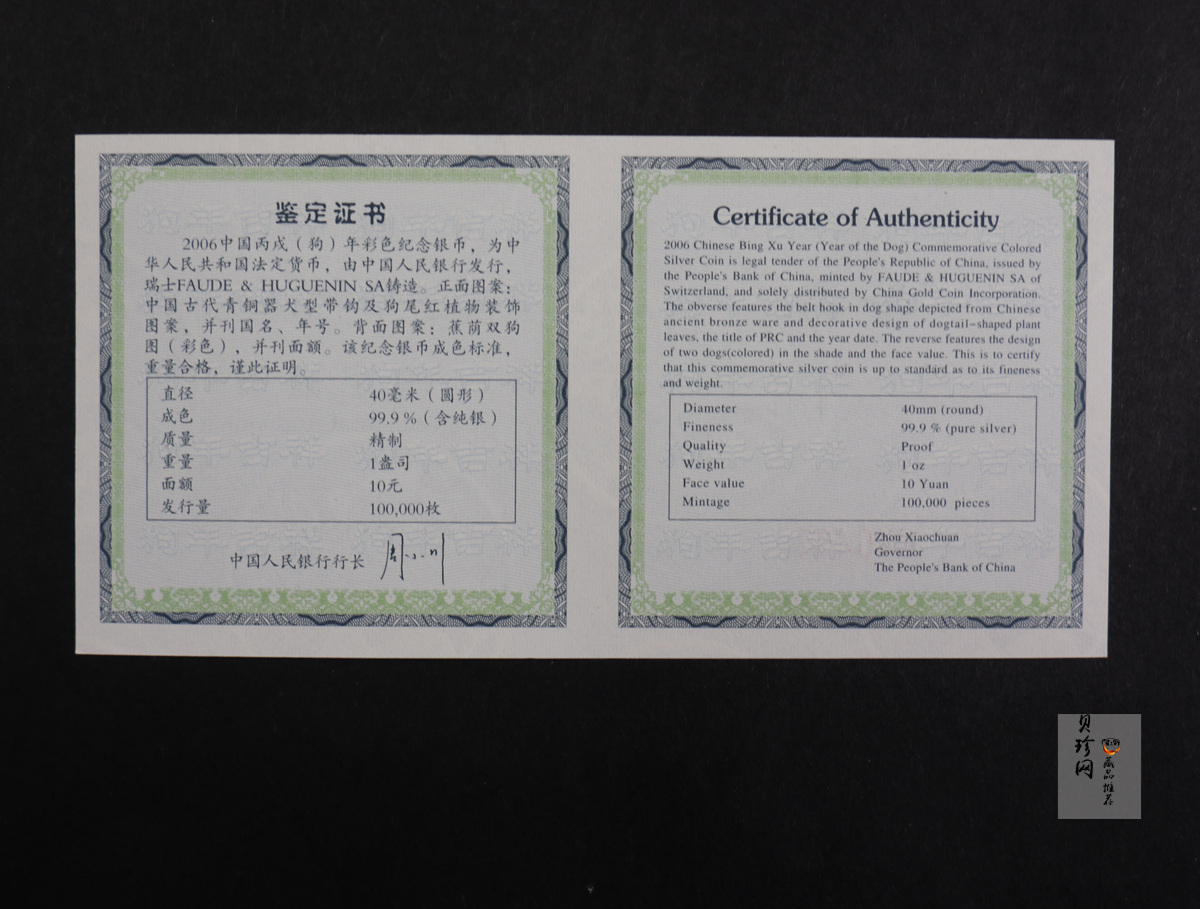 鉴定证书
2006中国丙戌（狗）年彩色纪念银币，为中
华人民共和国法定货币，由中国人民银行发行，
瑞士FAUDE & HUGUENIN SA铸造。正面图案：
中国古代青铜器犬型带钩及狗尾红植物装饰
图案，并刊国名、年号。背面图案：蕉荫双狗
图（彩色），并刊面额。该纪念银币成色标准，
重量合格，谨此证明。
直径 40毫米（圆形）
成色 99.9％（含纯银）
质量 精制
重量 1盎司
面额 10元
发行量 100,000枚
中国人民银行行长 周小川
Certificate of Authenticity
2006 Chinese Bing Xu Year (Year of the Dog) Commemorative Colored
Silver Coin is legal tender of the People's Republic of China, issued by
the People's Bank of China, minted by FAUDE & HUGUENIN SA of
Switzerland, and solely distributed by China Gold Coin Incorporation.
The obverse features the belt hook in dog shape depicted from Chinese
ancient bronze ware and decorative design of dogtail-shaped plant
leaves, the title of PRC and the year date. The reverse features the design
of two dogs(colored) in the shade and the face value. This is to certify
that this commemorative silver coin is up to standard as to its fineness
and weight.
Diameter 40mm (round)
Fineness 99.9 % (pure silver)
Quality Proof
Weight 1 oz
Face value 10 Yuan
Mintage 100,000 pieces
Zhou Xiaochuan
Governor
The People's Bank of China
贝珍网
藏品推荐